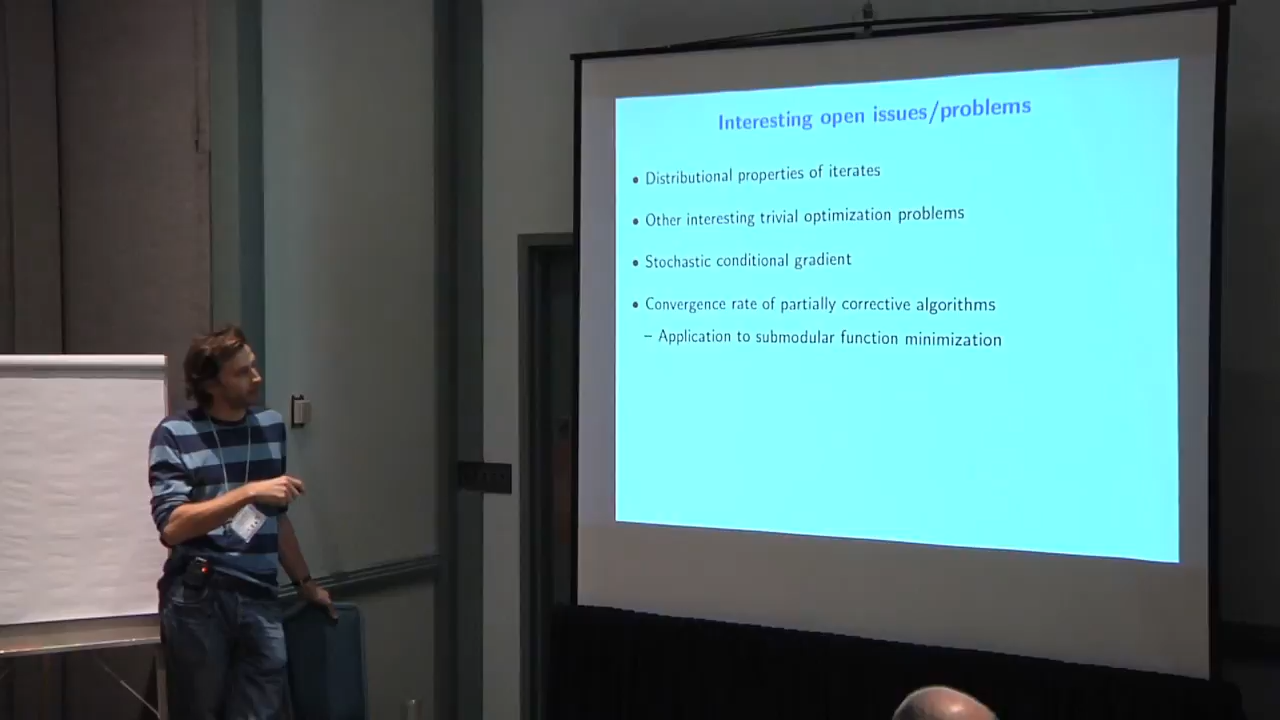 Interesting open issues/problems
• Distributional properties of iterates
• Other interesting trivial optimization problems
• Stochastic conditional gradient
• Convergence rate of partially corrective algorithms
– Application to submodular function minimization